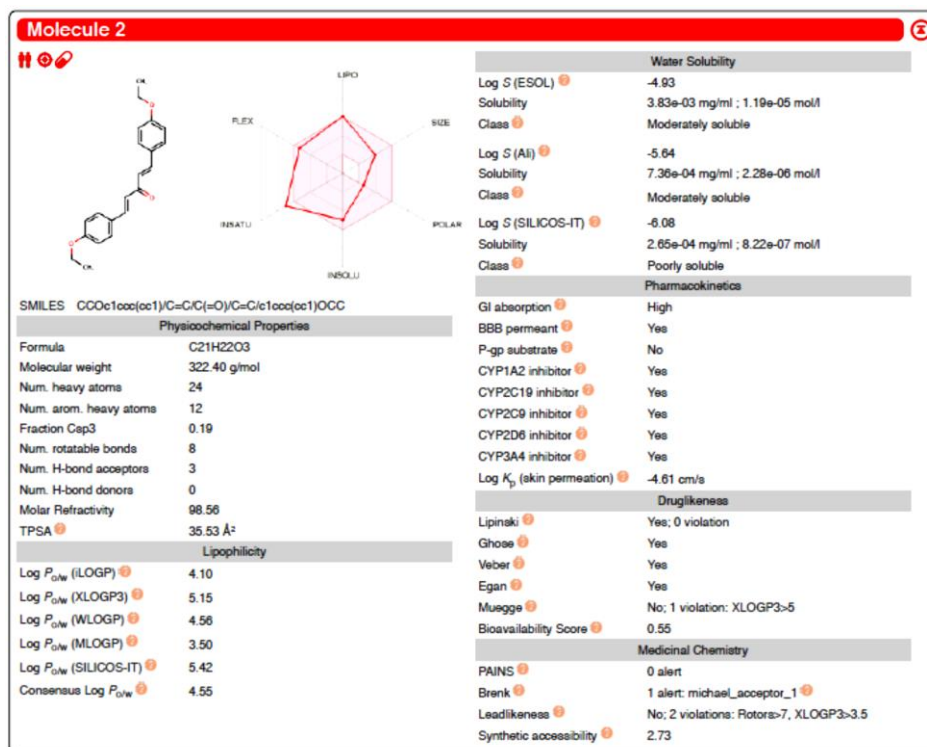 Molecule 2
LIPO
FLEX
SIZE
INSATU
POLAR
INSOLU
SMILES CCOc1ccc(cc1)/C=C/C(=O)/C=C/c1ccc(cc1)OCC
Physicochemical Properties
Formula C21H22O3
Molecular weight 322.40 g/mol
Num. heavy atoms 24
Num. arom. heavy atoms 12
Fraction Csp3 0.19
Num. rotatable bonds 8
Num. H-bond acceptors 3
Num. H-bond donors 0
Molar Refractivity 98.56
TPSA 35.53 Å²
Lipophilicity
Log Po/w (iLOGP) 4.10
Log Po/w (XLOGP3) 5.15
Log Po/w (WLOGP) 4.56
Log Po/w (MLOGP) 3.50
Log Po/w (SILICOS-IT) 5.42
Consensus Log Po/w 4.55
Water Solubility
Log S (ESOL) -4.93
Solubility 3.83e-03 mg/ml ; 1.19e-05 mol/l
Class Moderately soluble
Log S (Ali) -5.64
Solubility 7.36e-04 mg/ml ; 2.28e-06 mol/l
Class Moderately soluble
Log S (SILICOS-IT) -6.08
Solubility 2.65e-04 mg/ml ; 8.22e-07 mol/l
Class Poorly soluble
Pharmacokinetics
GI absorption High
BBB permeant Yes
P-gp substrate No
CYP1A2 inhibitor Yes
CYP2C19 inhibitor Yes
CYP2C9 inhibitor Yes
CYP2D6 inhibitor Yes
CYP3A4 inhibitor Yes
Log Kp (skin permeation) -4.61 cm/s
Druglikeness
Lipinski Yes; 0 violation
Ghose Yes
Veber Yes
Egan Yes
Muegge No; 1 violation: XLOGP3>5
Bioavailability Score 0.55
Medicinal Chemistry
PAINS 0 alert
Brenk 1 alert: michael_acceptor_1
Leadlikeness No; 2 violations: Rotors>7, XLOGP3>3.5
Synthetic accessibility 2.73